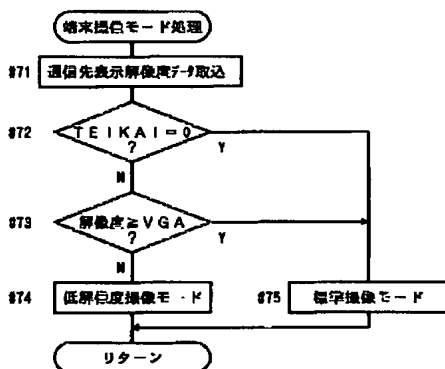 端末撮像モード処理
#71 通信先表示解像度データ取込
#72 TEIKAI=0
?
Y
N
#73 解像度≧VGA
?
Y
N
#74 低解像度撮像モード
#75 標準撮像モード
リターン